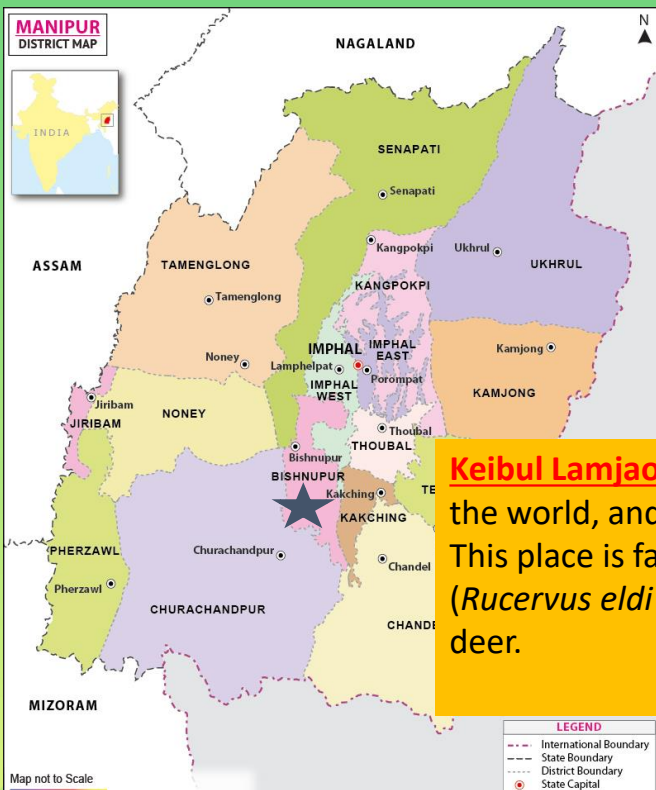 MANIPUR
DISTRICT MAP
N
NAGALAND
INDIA
SENAPATI
Senapati
Kangpokpi
Ukhrul
UKHRUL
ASSAM
TAMENGLONG
KANGPOKPI
Tamenglong
IMPHAL
IMPHAL
EAST
Noney
Lamphelpat
Porompat
Kamjong
IMPHAL
WEST
KAMJONG
Jiribam
JIRIBAM
NONEY
Thoubal
THOUBAL
Bishnupur
BISHNUPUR
Kakching
KAKCHING
TE
PHERZAWL
Churachandpur
Chandel
Pherzawl
CHURACHANDPUR
CHANDE
Keibul Lamjao
the world, and
This place is fa
(Rucervus eldi
deer.
MIZORAM
LEGEND
International Boundary
State Boundary
District Boundary
State Capital
Map not to Scale